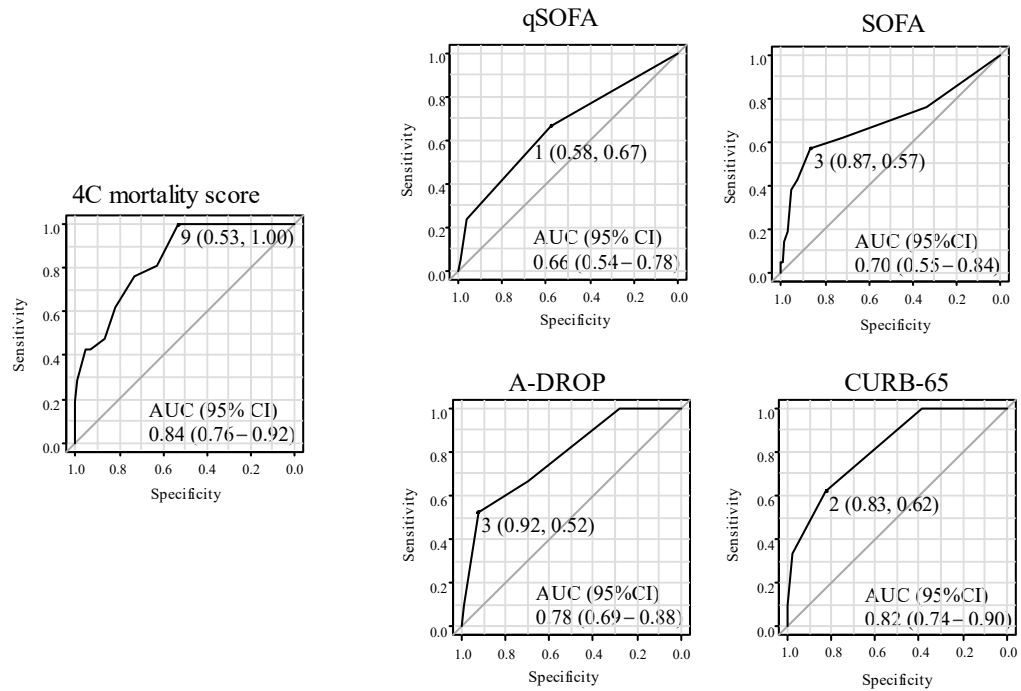 4C mortality score
1.0
0.8
0.6
0.4
0.2
0.0
Sensitivity
9 (0.53, 1.00)
AUC (95% CI)
0.84 (0.76−0.92)
1.0 0.8 0.6 0.4 0.2 0.0
Specificity
qSOFA
1.0
0.8
0.6
0.4
0.2
0.0
Sensitivity
1 (0.58, 0.67)
AUC (95% CI)
0.66 (0.54−0.78)
1.0 0.8 0.6 0.4 0.2 0.0
Specificity
SOFA
1.0
0.8
0.6
0.4
0.2
0.0
Sensitivity
3 (0.87, 0.57)
AUC (95%CI)
0.70 (0.55−0.84)
1.0 0.8 0.6 0.4 0.2 0.0
Specificity
A-DROP
1.0
0.8
0.6
0.4
0.2
0.0
Sensitivity
3 (0.92, 0.52)
AUC (95%CI)
0.78 (0.69−0.88)
1.0 0.8 0.6 0.4 0.2 0.0
Specificity
CURB-65
1.0
0.8
0.6
0.4
0.2
0.0
Sensitivity
2 (0.83, 0.62)
AUC (95%CI)
0.82 (0.74−0.90)
1.0 0.8 0.6 0.4 0.2 0.0
Specificity